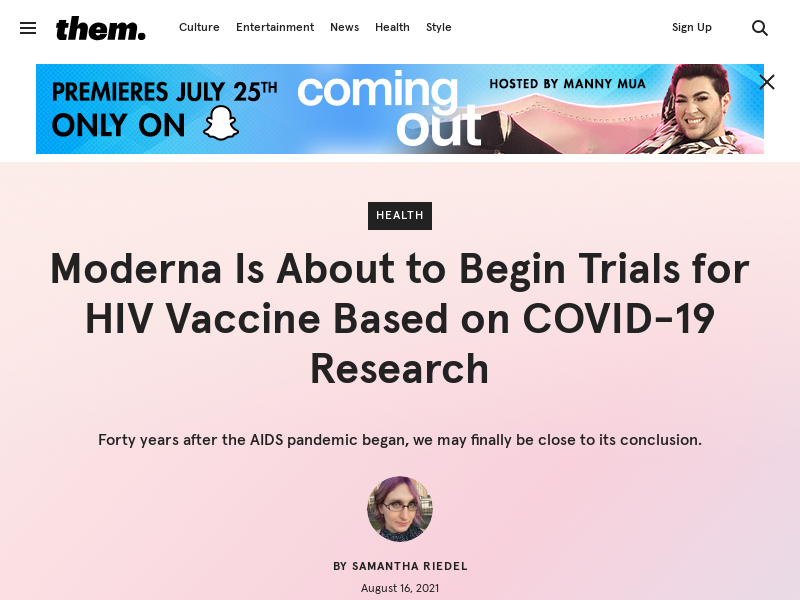 them.
Culture Entertainment News Health Style Sign Up
PREMIERES JULY 25TH
ONLY ON
coming
out
HOSTED BY MANNY MUA
HEALTH
Moderna Is About to Begin Trials for
HIV Vaccine Based on COVID-19
Research
Forty years after the AIDS pandemic began, we may finally be close to its conclusion.
BY SAMANTHA RIEDEL
August 16, 2021